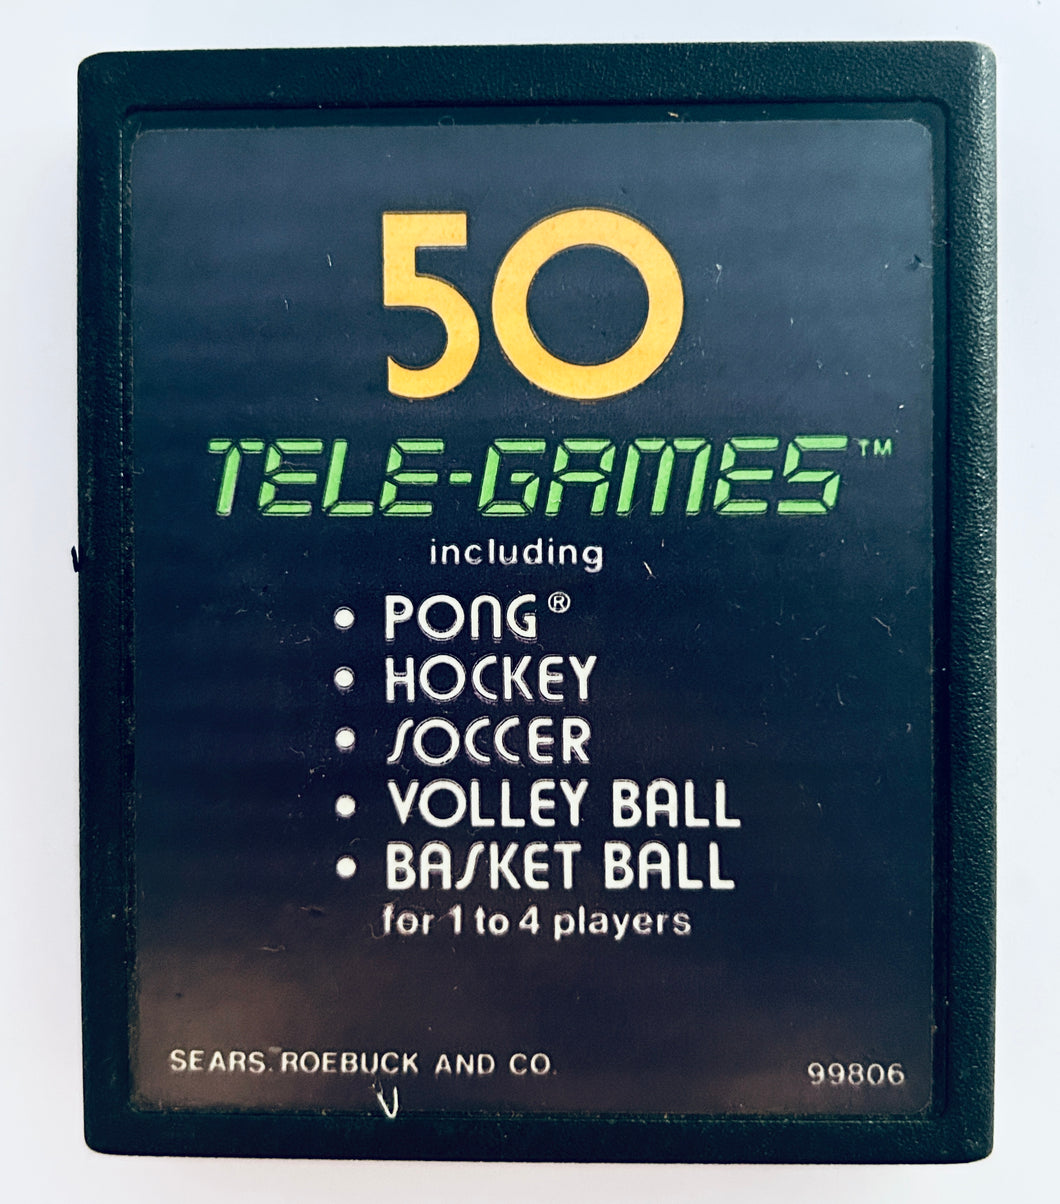 50
TELE-GAMES™
including
• PONG®
• HOCKEY
• SOCCER
• VOLLEY BALL
• BASKET BALL
for 1 to 4 players
SEARS. ROEBUCK AND CO.
99806